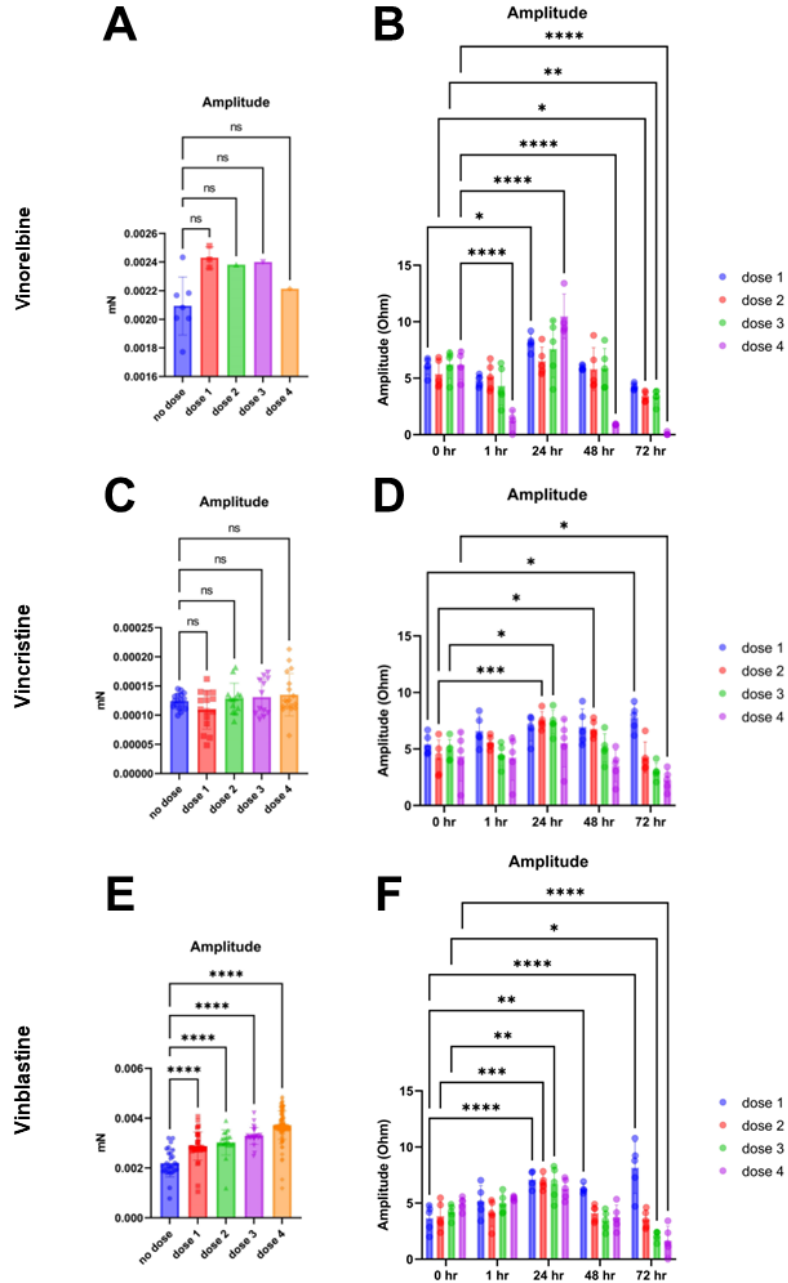 A
B
Vinorelbine
Amplitude
ns
ns
ns
ns
mN
0.0026
0.0024
0.0022
0.0020
0.0018
0.0016
no dose
dose 1
dose 2
dose 3
dose 4
Amplitude
****
**
*
****
****
*
****
Amplitude (Ohm)
15
10
5
0
0 hr
1 hr
24 hr
48 hr
72 hr
dose 1
dose 2
dose 3
dose 4
C
D
Vincristine
Amplitude
ns
ns
ns
ns
mN
0.00025
0.00020
0.00015
0.00010
0.00005
0.00000
no dose
dose 1
dose 2
dose 3
dose 4
Amplitude
*
*
*
*
***
Amplitude (Ohm)
15
10
5
0
0 hr
1 hr
24 hr
48 hr
72 hr
dose 1
dose 2
dose 3
dose 4
E
F
Vinblastine
Amplitude
****
****
****
****
mN
0.006
0.004
0.002
0.000
no dose
dose 1
dose 2
dose 3
dose 4
Amplitude
****
*
****
**
**
***
****
Amplitude (Ohm)
15
10
5
0
0 hr
1 hr
24 hr
48 hr
72 hr
dose 1
dose 2
dose 3
dose 4